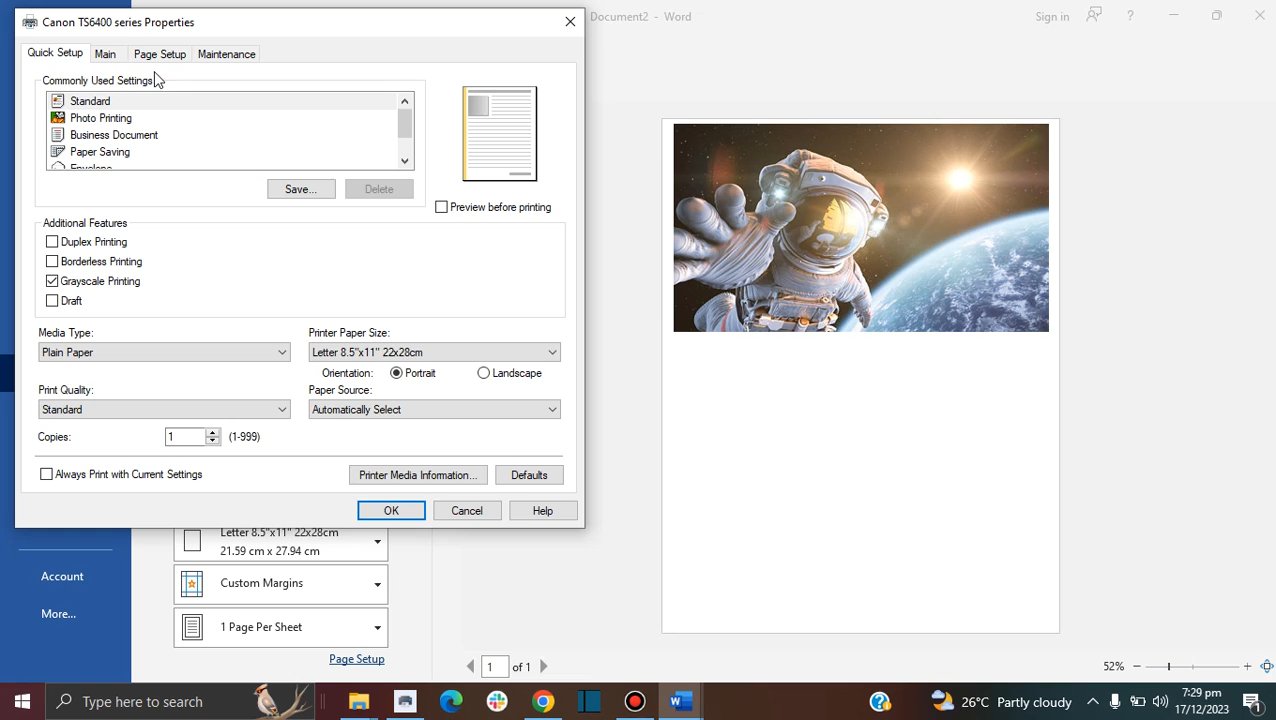 Canon TS6400 series Properties
Document2 - Word
Sign in
?
Quick Setup
Main
Page Setup
Maintenance
Commonly Used Settings
Standard
Photo Printing
Business Document
Paper Saving
Envelope
Save...
Delete
Preview before printing
Additional Features
Duplex Printing
Borderless Printing
Grayscale Printing
Draft
Media Type:
Plain Paper
Printer Paper Size:
Letter 8.5"x11" 22x28cm
Orientation:
Portrait
Landscape
Print Quality:
Standard
Paper Source:
Automatically Select
Copies:
1
(1-999)
Always Print with Current Settings
Printer Media Information...
Defaults
OK
Cancel
Help
Letter 8.5"x11" 22x28cm
21.59 cm x 27.94 cm
Custom Margins
1 Page Per Sheet
Page Setup
Account
More...
1 of 1
52%
Type here to search
26°C Partly cloudy
7:29 pm
17/12/2023
1